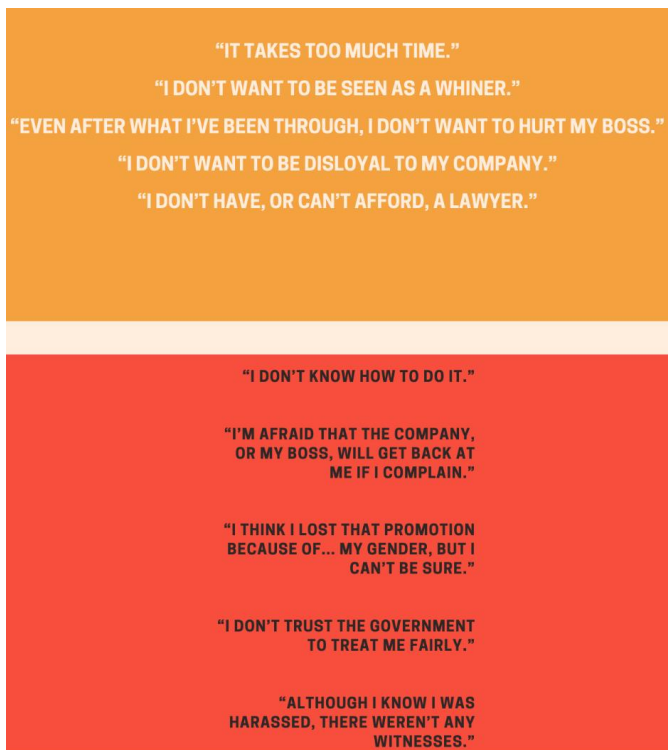 “IT TAKES TOO MUCH TIME.”
“I DON’T WANT TO BE SEEN AS A WHINER.”
“EVEN AFTER WHAT I’VE BEEN THROUGH, I DON’T WANT TO HURT MY BOSS.”
“I DON’T WANT TO BE DISLOYAL TO MY COMPANY.”
“I DON’T HAVE, OR CAN’T AFFORD, A LAWYER.”
“I DON’T KNOW HOW TO DO IT.”
“I’M AFRAID THAT THE COMPANY,
OR MY BOSS, WILL GET BACK AT
ME IF I COMPLAIN.”
“I THINK I LOST THAT PROMOTION
BECAUSE OF... MY GENDER, BUT I
CAN’T BE SURE.”
“I DON’T TRUST THE GOVERNMENT
TO TREAT ME FAIRLY.”
“ALTHOUGH I KNOW I WAS
HARASSED, THERE WEREN’T ANY
WITNESSES.”